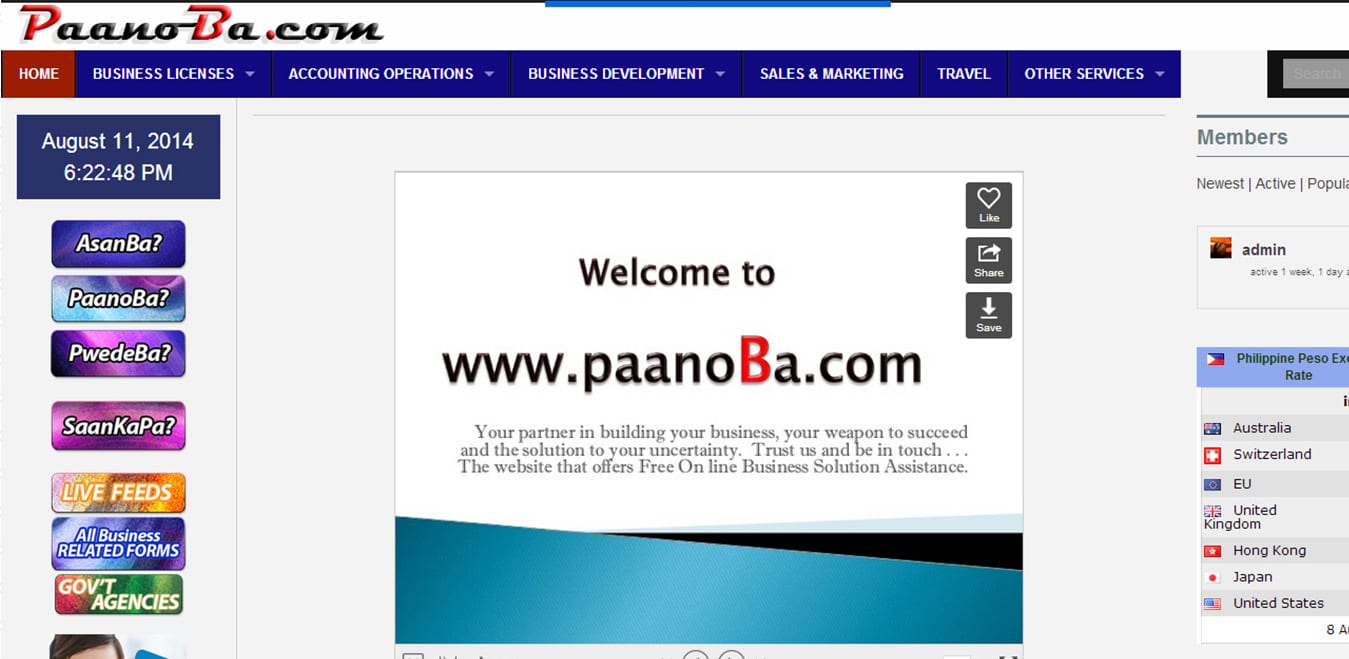 PaanoBa.com
HOME
BUSINESS LICENSES
ACCOUNTING OPERATIONS
BUSINESS DEVELOPMENT
SALES & MARKETING
TRAVEL
OTHER SERVICES
Search
August 11, 2014
6:22:48 PM
AsanBa?
PaanoBa?
PwedeBa?
SaanKaPa?
LIVE FEEDS
All Business
RELATED FORMS
GOV'T
AGENCIES
Like
Share
Save
Welcome to
www.paanoBa.com
Your partner in building your business, your weapon to succeed
and the solution to your uncertainty. Trust us and be in touch . . .
The website that offers Free On line Business Solution Assistance.
Members
Newest | Active |
admin
active 1 week, 1 day
Philippine Peso
Rate
Australia
Switzerland
EU
United
Kingdom
Hong Kong
Japan
United States
8